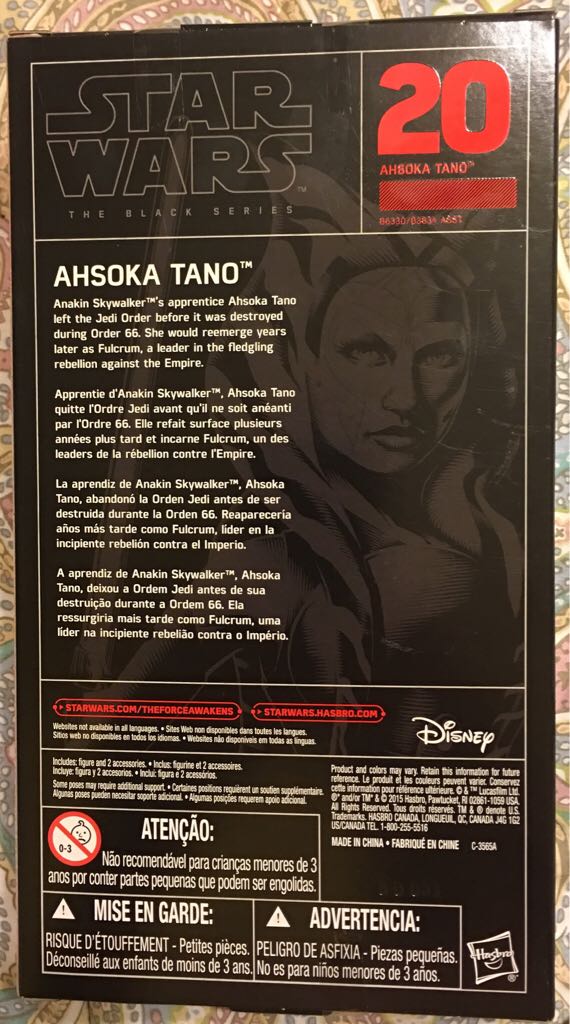 STAR
WARS™
THE BLACK SERIES
20
AHSOKA TANO™
B6330/B3834 ASST
AHSOKA TANO™
Anakin Skywalker™'s apprentice Ahsoka Tano
left the Jedi Order before it was destroyed
during Order 66. She would reemerge years
later as Fulcrum, a leader in the fledgling
rebellion against the Empire.
Apprentie d'Anakin Skywalker™, Ahsoka Tano
quitte l'Ordre Jedi avant qu'il ne soit anéanti
par l'Ordre 66. Elle refait surface plusieurs
années plus tard et incarne Fulcrum, un des
leaders de la rébellion contre l'Empire.
La aprendiz de Anakin Skywalker™, Ahsoka
Tano, abandonó la Orden Jedi antes de ser
destruida durante la Orden 66. Reaparecería
años más tarde como Fulcrum, líder en la
incipiente rebelión contra el Imperio.
A aprendiz de Anakin Skywalker™, Ahsoka
Tano, deixou a Ordem Jedi antes de sua
destruição durante a Ordem 66. Ela
ressurgiria mais tarde como Fulcrum, uma
líder na incipiente rebelião contra o Império.
STARWARS.COM/THEFORCEAWAKENS
STARWARS.HASBRO.COM
Websites not available in all languages. • Sites Web non disponibles dans toutes les langues.
Sitios web no disponibles en todos los idiomas. • Websites não disponíveis em todas as línguas.
Disney
Includes: figure and 2 accessories. • Inclus: figurine et 2 accessoires.
Incluye: figura y 2 accesorios. • Inclui: figura e 2 acessórios.
Some poses may require additional support. • Certaines positions requièrent un soutien supplémentaire.
Algunas poses pueden necesitar soporte adicional. • Algumas posições requerem apoio adicional.
Product and colors may vary. Retain this information for future
reference. Le produit et les couleurs peuvent varier. Conservez
cette information pour référence ultérieure. © & ™ Lucasfilm Ltd.
® and/or TM* & © 2015 Hasbro, Pawtucket, RI 02861-1059 USA.
All Rights Reserved. Tous droits réservés. TM & ® denote U.S.
Trademarks. HASBRO CANADA, LONGUEUIL, QC, CANADA J4G 1G2
US/CANADA TEL. 1-800-255-5516
MADE IN CHINA • FABRIQUÉ EN CHINE C-3565A
0-3
ATENÇÃO:
Não recomendável para crianças menores de 3
anos por conter partes pequenas que podem ser engolidas.
MISE EN GARDE:
RISQUE D'ÉTOUFFEMENT - Petites pièces.
Déconseillé aux enfants de moins de 3 ans.
ADVERTENCIA:
PELIGRO DE ASFIXIA - Piezas pequeñas.
No es para niños menores de 3 años.
Hasbro®